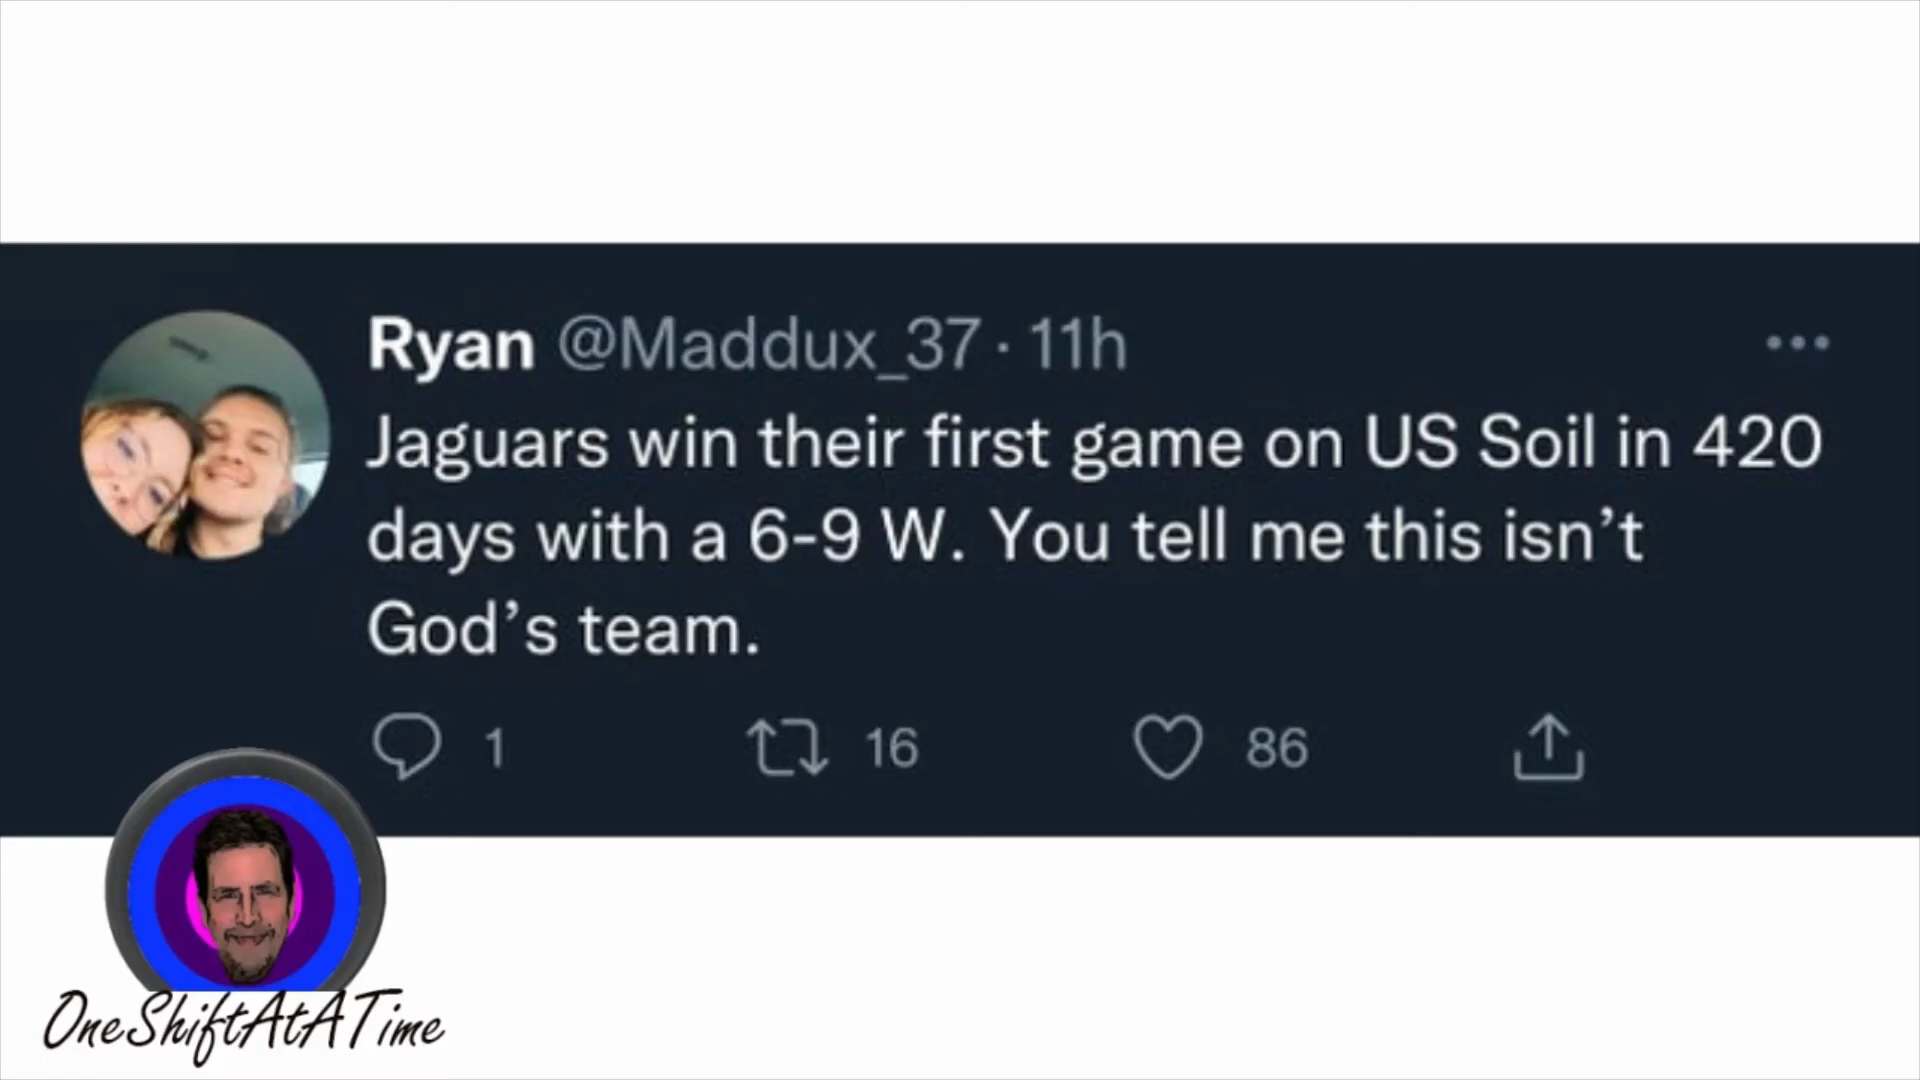 Ryan @Maddux_37 · 11h
Jaguars win their first game on US Soil in 420
days with a 6-9 W. You tell me this isn’t
God’s team.
1 16 86
OneShiftAtATime